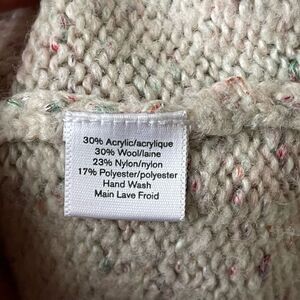 30% Acrylic/acrylique
30% Wool/laine
23% Nylon/nylon
17% Polyester/polyester
Hand Wash
Main Lave Froid